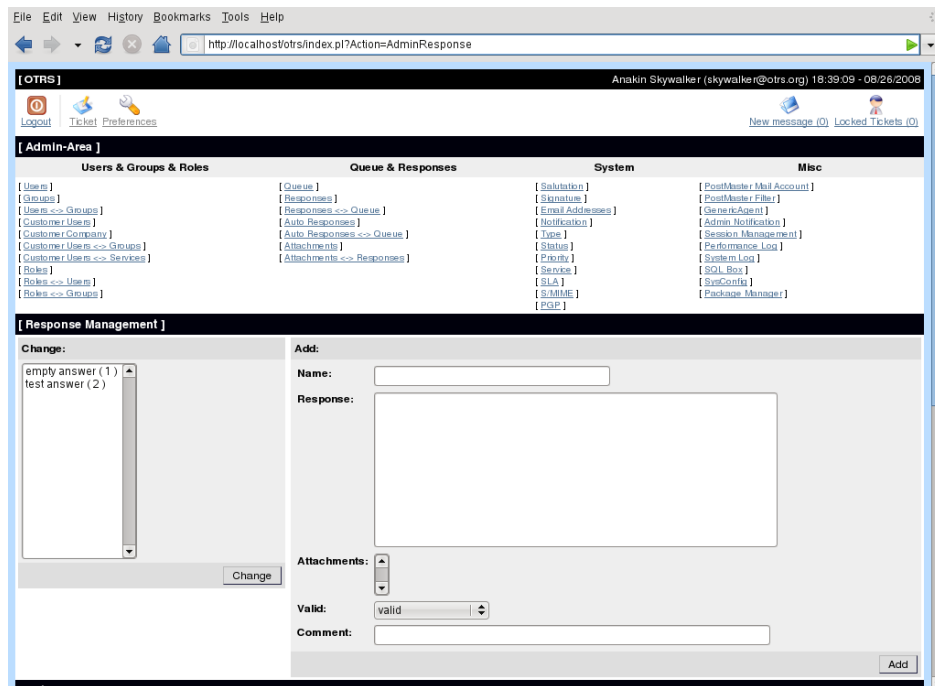 File Edit View History Bookmarks Tools Help
http://localhost/otrs/index.pl?Action=AdminResponse
[ OTRS ] Anakin Skywalker (skywalker@otrs.org) 18:39:09 - 08/26/2008
Logout Ticket Preferences New message (0) Locked Tickets (0)
[ Admin-Area ]
Users & Groups & Roles Queue & Responses System Misc
[ Users ] [ Queue ] [ Salutation ] [ PostMaster Mail Account ]
[ Groups ] [ Responses ] [ Signature ] [ PostMaster Filter ]
[ Users <-> Groups ] [ Responses <-> Queue ] [ Email Addresses ] [ GenericAgent ]
[ Customer Users ] [ Auto Responses ] [ Notification ] [ Admin Notification ]
[ Customer Company ] [ Auto Responses <-> Queue ] [ Type ] [ Session Management ]
[ Customer Users <-> Groups ] [ Attachments ] [ Status ] [ Performance Log ]
[ Customer Users <-> Services ] [ Attachments <-> Responses ] [ Priority ] [ System Log ]
[ Roles ] [ Service ] [ SQL Box ]
[ Roles <-> Users ] [ SLA ] [ SysConfig ]
[ Roles <-> Groups ] [ S/MIME ] [ Package Manager ]
[ PGP ]
[ Response Management ]
Change: Add:
empty answer ( 1 ) Name:
test answer ( 2 )
Response:
Attachments:
Change
Valid: valid
Comment:
Add